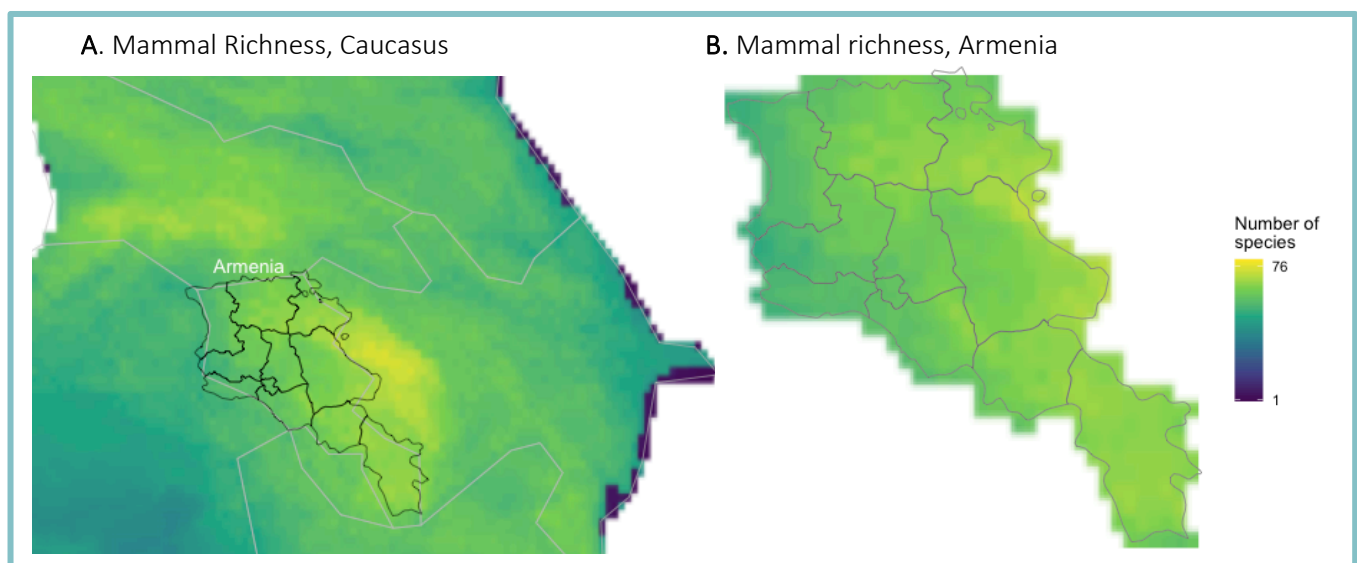 A. Mammal Richness, Caucasus
B. Mammal richness, Armenia
Armenia
Number of
species
76
1